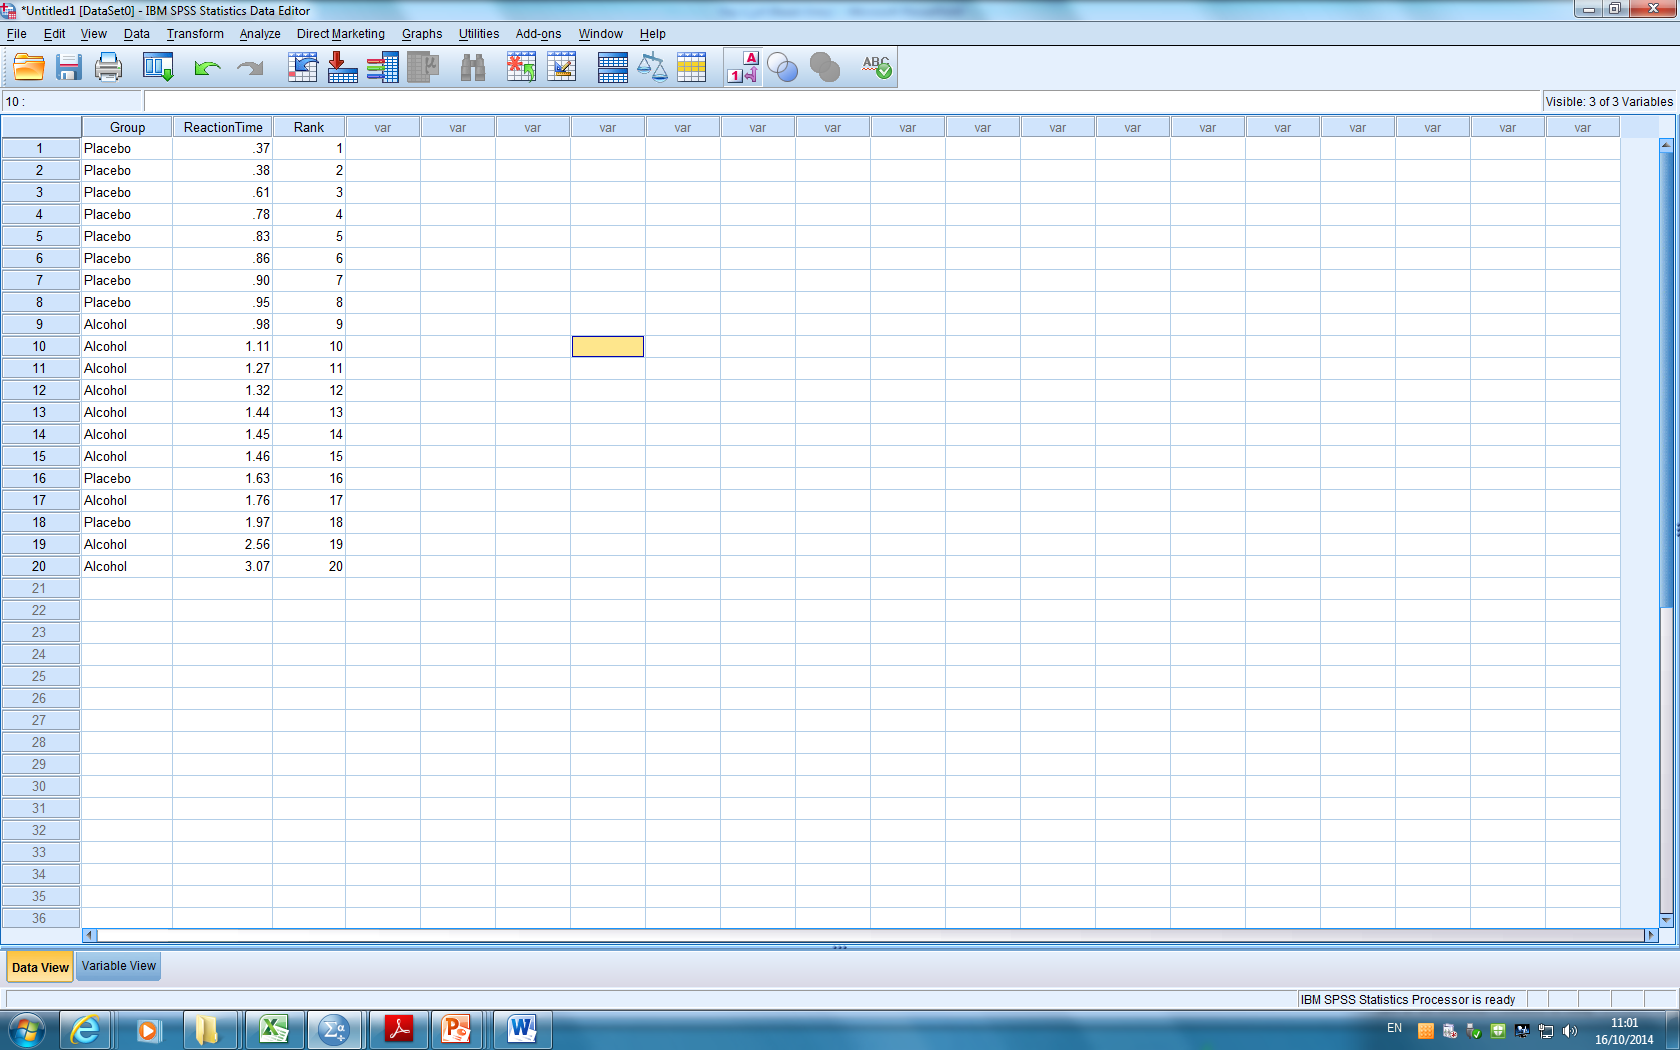 *Untitled1 [DataSet0] - IBM SPSS Statistics Data Editor
File Edit View Data Transform Analyze Direct Marketing Graphs Utilities Add-ons Window Help
10 :
Visible: 3 of 3 Variables
Group ReactionTime Rank var var var var var var var var var var var var var var var var var
1 Placebo .37 1
2 Placebo .38 2
3 Placebo .61 3
4 Placebo .78 4
5 Placebo .83 5
6 Placebo .86 6
7 Placebo .90 7
8 Placebo .95 8
9 Alcohol .98 9
10 Alcohol 1.11 10
11 Alcohol 1.27 11
12 Alcohol 1.32 12
13 Alcohol 1.44 13
14 Alcohol 1.45 14
15 Alcohol 1.46 15
16 Placebo 1.63 16
17 Alcohol 1.76 17
18 Placebo 1.97 18
19 Alcohol 2.56 19
20 Alcohol 3.07 20
21
22
23
24
25
26
27
28
29
30
31
32
33
34
35
36
Data View Variable View
IBM SPSS Statistics Processor is ready
EN
11:01
16/10/2014